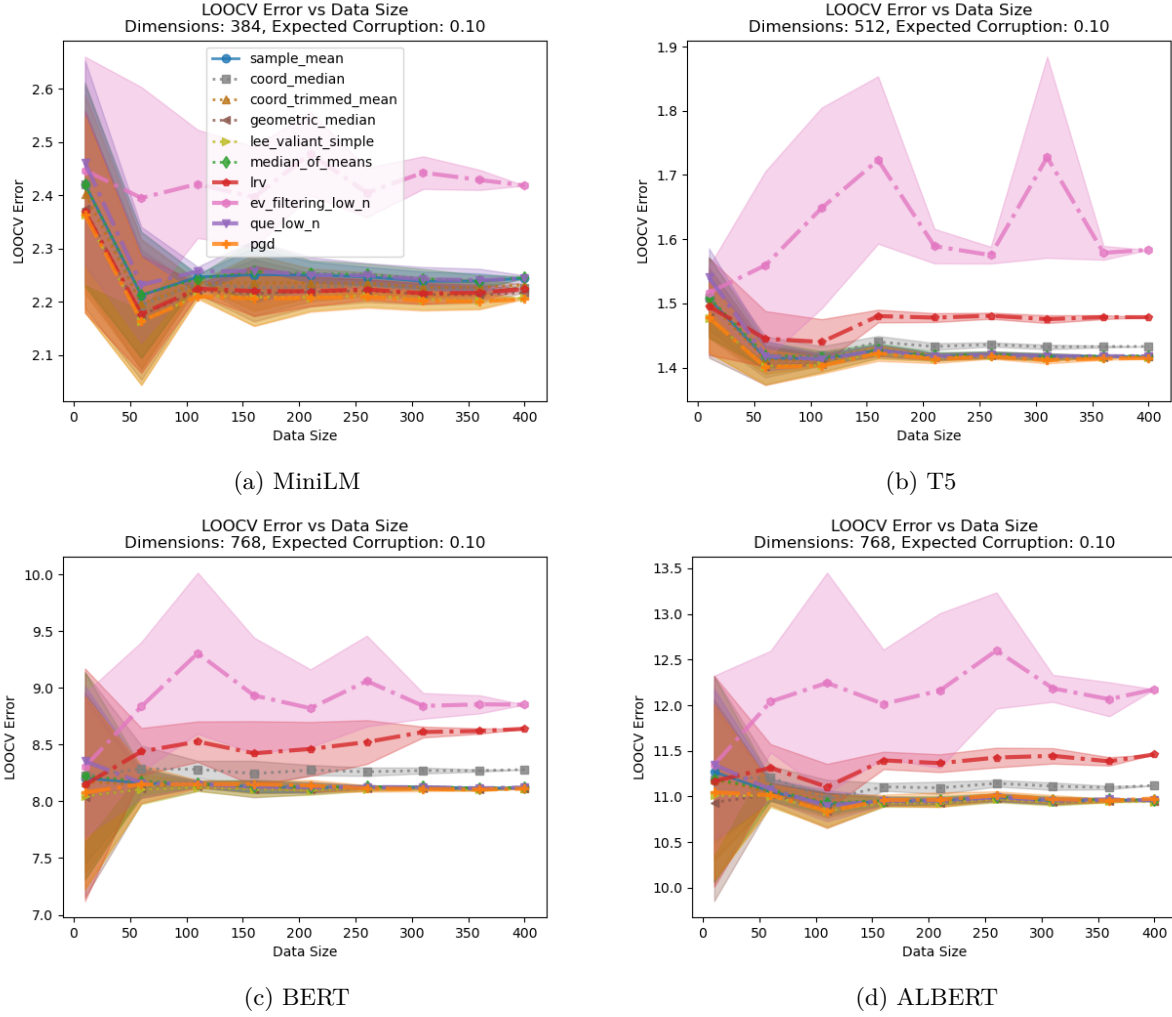 LOOCV Error vs Data Size
Dimensions: 384, Expected Corruption: 0.10
2.6
2.5
2.4
2.3
2.2
2.1
LOOCV Error
sample_mean
coord_median
coord_trimmed_mean
geometric_median
lee_valiant_simple
median_of_means
lrv
ev_filtering_low_n
que_low_n
pgd
0 50 100 150 200 250 300 350 400
Data Size
(a) MiniLM
LOOCV Error vs Data Size
Dimensions: 512, Expected Corruption: 0.10
1.9
1.8
1.7
1.6
1.5
1.4
LOOCV Error
0 50 100 150 200 250 300 350 400
Data Size
(b) T5
LOOCV Error vs Data Size
Dimensions: 768, Expected Corruption: 0.10
10.0
9.5
9.0
8.5
8.0
7.5
7.0
LOOCV Error
0 50 100 150 200 250 300 350 400
Data Size
(c) BERT
LOOCV Error vs Data Size
Dimensions: 768, Expected Corruption: 0.10
13.5
13.0
12.5
12.0
11.5
11.0
10.5
10.0
LOOCV Error
0 50 100 150 200 250 300 350 400
Data Size
(d) ALBERT